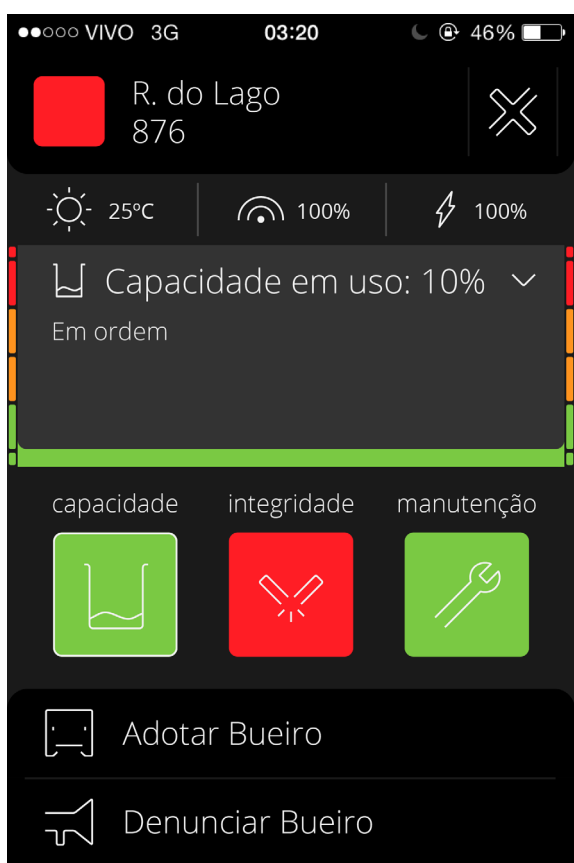 VIVO 3G 03:20 46%
R. do Lago
876
25ºC 100% 100%
Capacidade em uso: 10%
Em ordem
capacidade integridade manutenção
Adotar Bueiro
Denunciar Bueiro